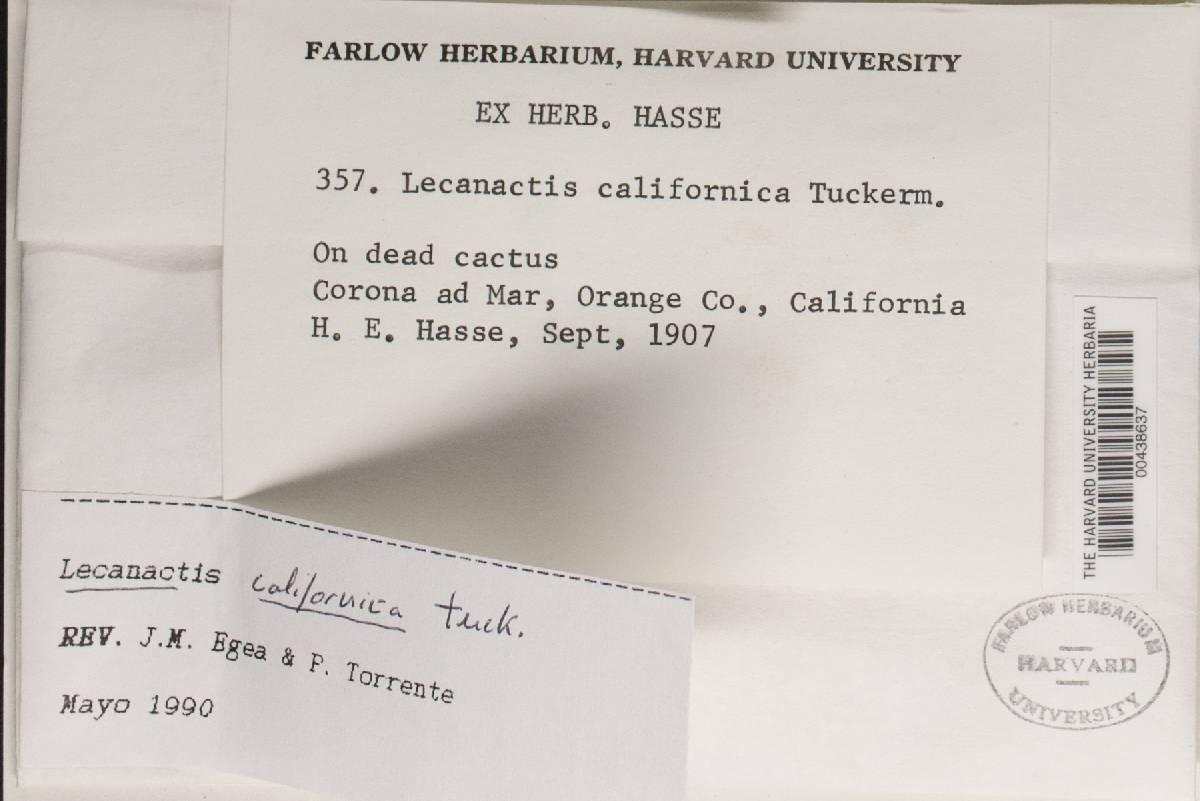 FARLOW HERBARIUM, HARVARD UNIVERSITY
EX HERB. HASSE
357. Lecanactis californica Tuckerm.
On dead cactus
Corona ad Mar, Orange Co., California
H. E. Hasse, Sept, 1907
THE HARVARD UNIVERSITY HERBARIA
00438637
Lecanactis californica Tuck.
REV. J.M. Egea & P. Torrente
Mayo 1990
FARLOW HERBARIUM
HARVARD
UNIVERSITY